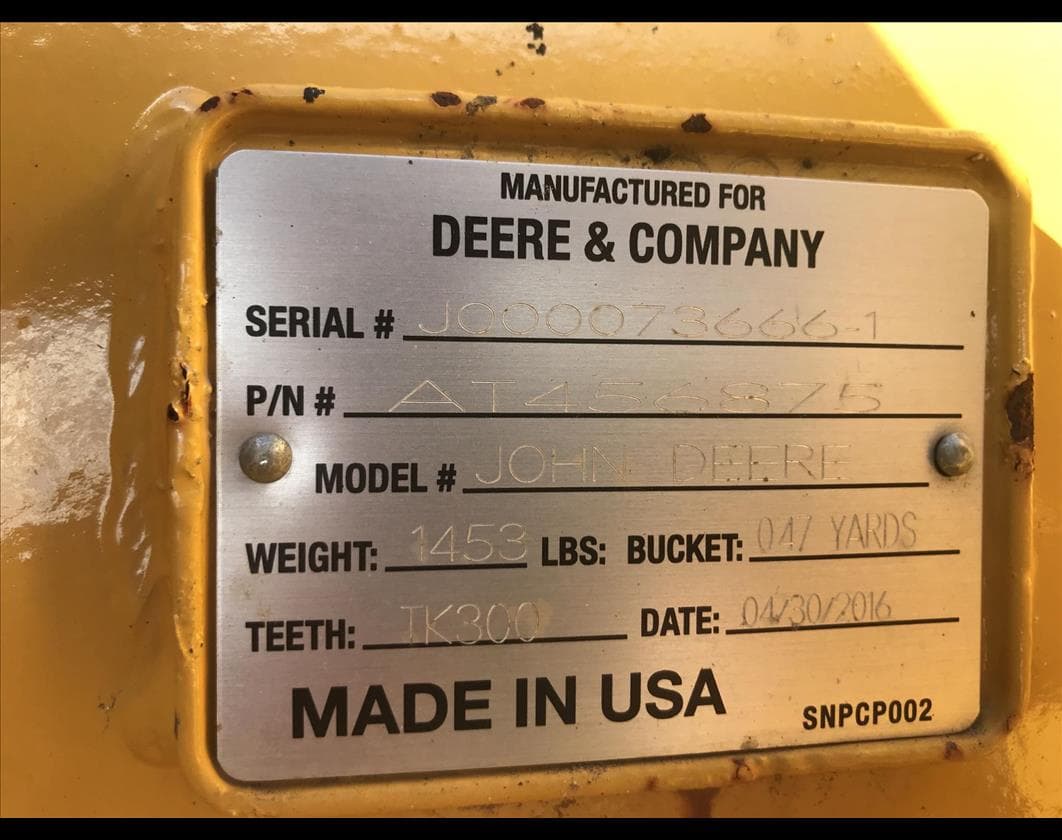 MANUFACTURED FOR
DEERE & COMPANY
SERIAL # J000073666-1
P/N # AT456875
MODEL # JOHN DEERE
WEIGHT: 1453 LBS: BUCKET: 047 YARDS
TEETH: TK300 DATE: 04/30/2016
MADE IN USA SNPCP002